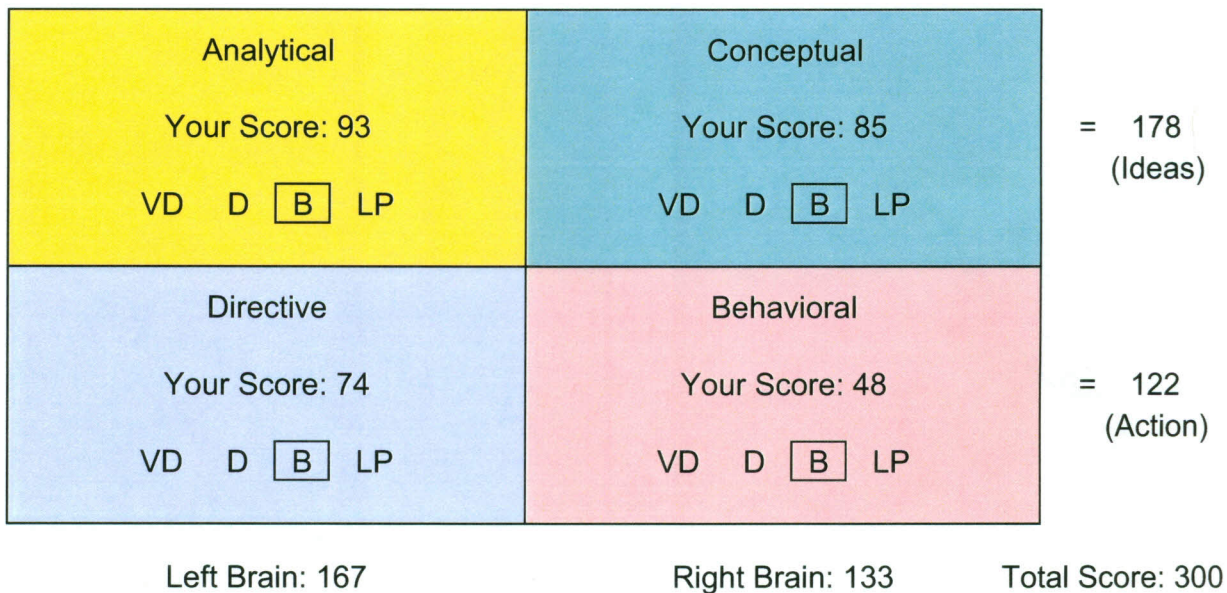 Analytical
Your Score: 93
VD D B LP
Conceptual
Your Score: 85
VD D B LP
= 178
(Ideas)
Directive
Your Score: 74
VD D B LP
Behavioral
Your Score: 48
VD D B LP
= 122
(Action)
Left Brain: 167
Right Brain: 133
Total Score: 300